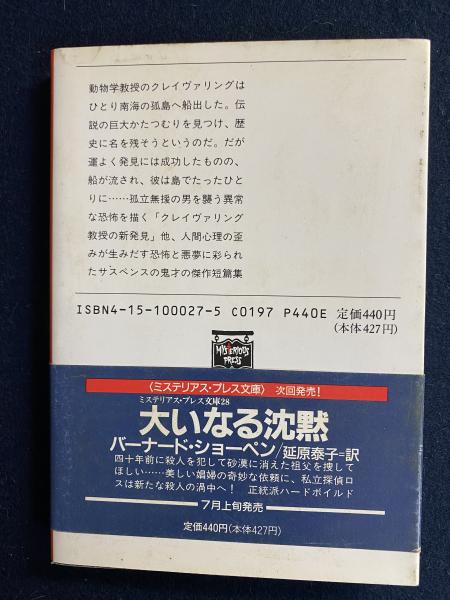 動物学教授のクレイヴァリングは
ひとり南海の孤島へ船出した。伝
説の巨大かたつむりを見つけ、歴
史に名を残そうというのだ。だが
運よく発見には成功したものの、
船が流され、彼は島でたったひと
りに……孤立無援の男を襲う異常
な恐怖を描く「クレイヴァリング
教授の新発見」他、人間心理の歪
みが生みだす恐怖と悪夢に彩られ
たサスペンスの鬼才の傑作短篇集
ISBN4-15-100027-5 C0197 P440E 定価440円
(本体427円)
MYSTERIOUS
PRESS
〈ミステリアス・プレス文庫〉 次回発売!
ミステリアス・プレス文庫28
大いなる沈黙
バーナード・ショーペン/延原泰子=訳
四十年前に殺人を犯して砂漠に消えた祖父を捜して
ほしい……美しい娼婦の奇妙な依頼に、私立探偵ロ
スは新たな殺人の渦中へ! 正統派ハードボイルド
7月上旬発売
定価440円(本体427円)